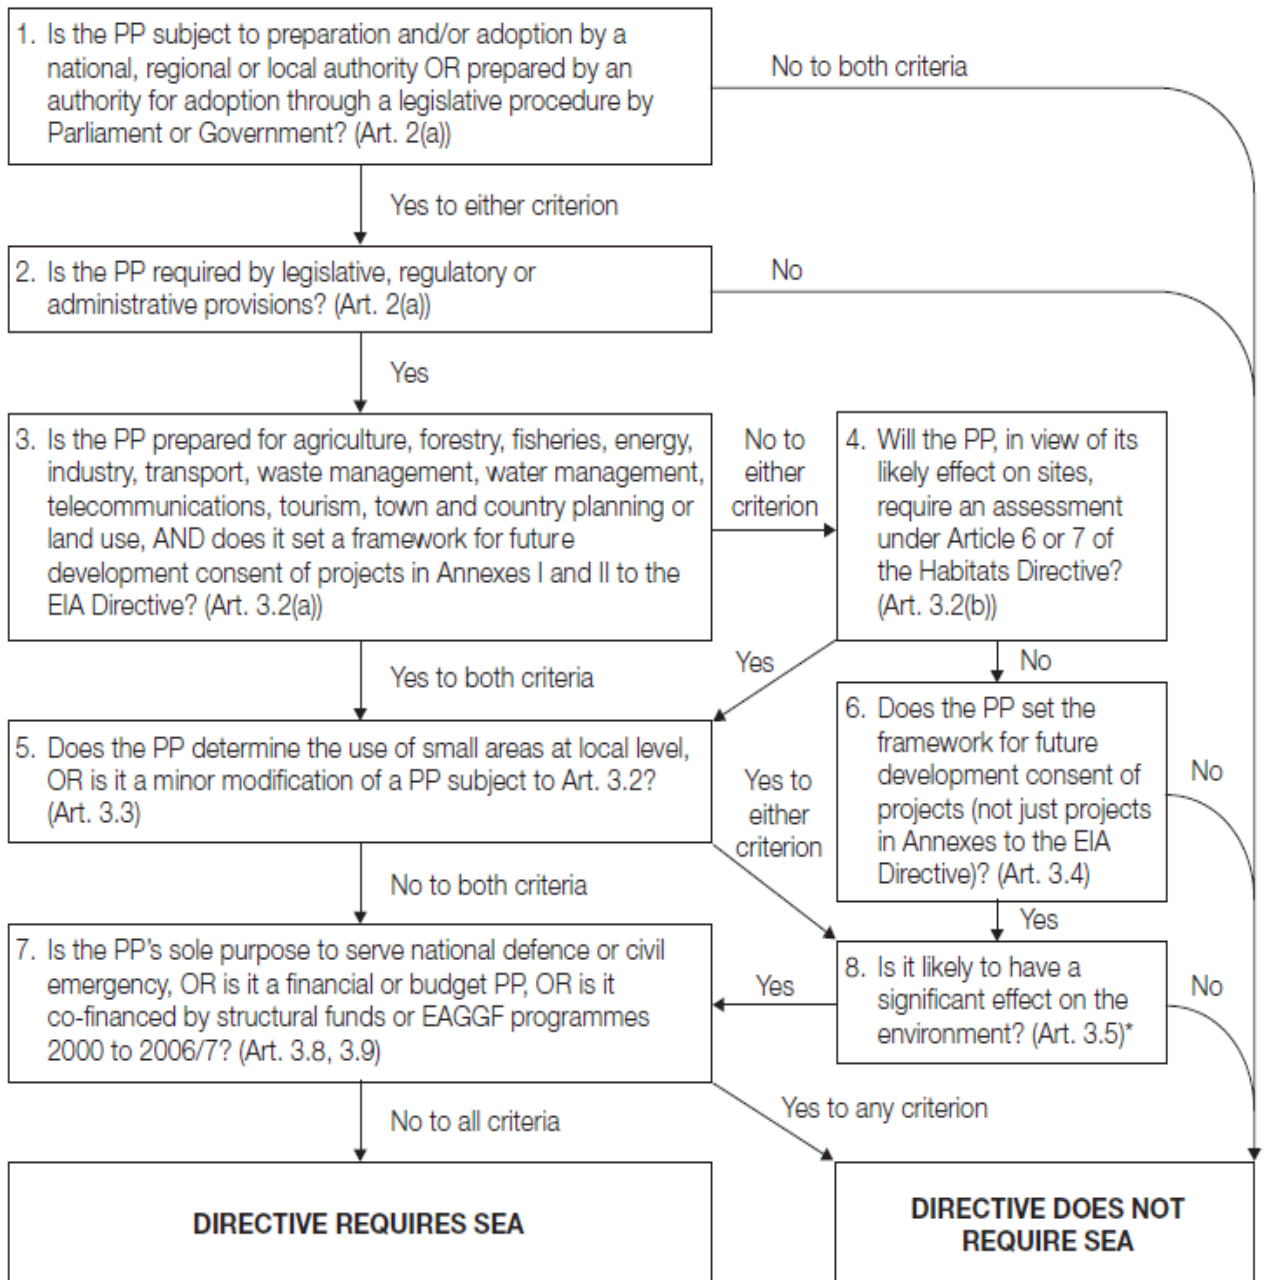 1. Is the PP subject to preparation and/or adoption by a
national, regional or local authority OR prepared by an
authority for adoption through a legislative procedure by
Parliament or Government? (Art. 2(a))
No to both criteria
Yes to either criterion
2. Is the PP required by legislative, regulatory or
administrative provisions? (Art. 2(a))
No
Yes
3. Is the PP prepared for agriculture, forestry, fisheries, energy,
industry, transport, waste management, water management,
telecommunications, tourism, town and country planning or
land use, AND does it set a framework for future
development consent of projects in Annexes I and II to the
EIA Directive? (Art. 3.2(a))
No to
either
criterion
4. Will the PP, in view of its
likely effect on sites,
require an assessment
under Article 6 or 7 of
the Habitats Directive?
(Art. 3.2(b))
Yes to both criteria
Yes
No
5. Does the PP determine the use of small areas at local level,
OR is it a minor modification of a PP subject to Art. 3.2?
(Art. 3.3)
Yes to
either
criterion
6. Does the PP set the
framework for future
development consent of
projects (not just projects
in Annexes to the EIA
Directive)? (Art. 3.4)
No
No to both criteria
Yes
7. Is the PP's sole purpose to serve national defence or civil
emergency, OR is it a financial or budget PP, OR is it
co-financed by structural funds or EAGGF programmes
2000 to 2006/7? (Art. 3.8, 3.9)
Yes
8. Is it likely to have a
significant effect on the
environment? (Art. 3.5)*
No
No to all criteria
Yes to any criterion
DIRECTIVE REQUIRES SEA
DIRECTIVE DOES NOT
REQUIRE SEA